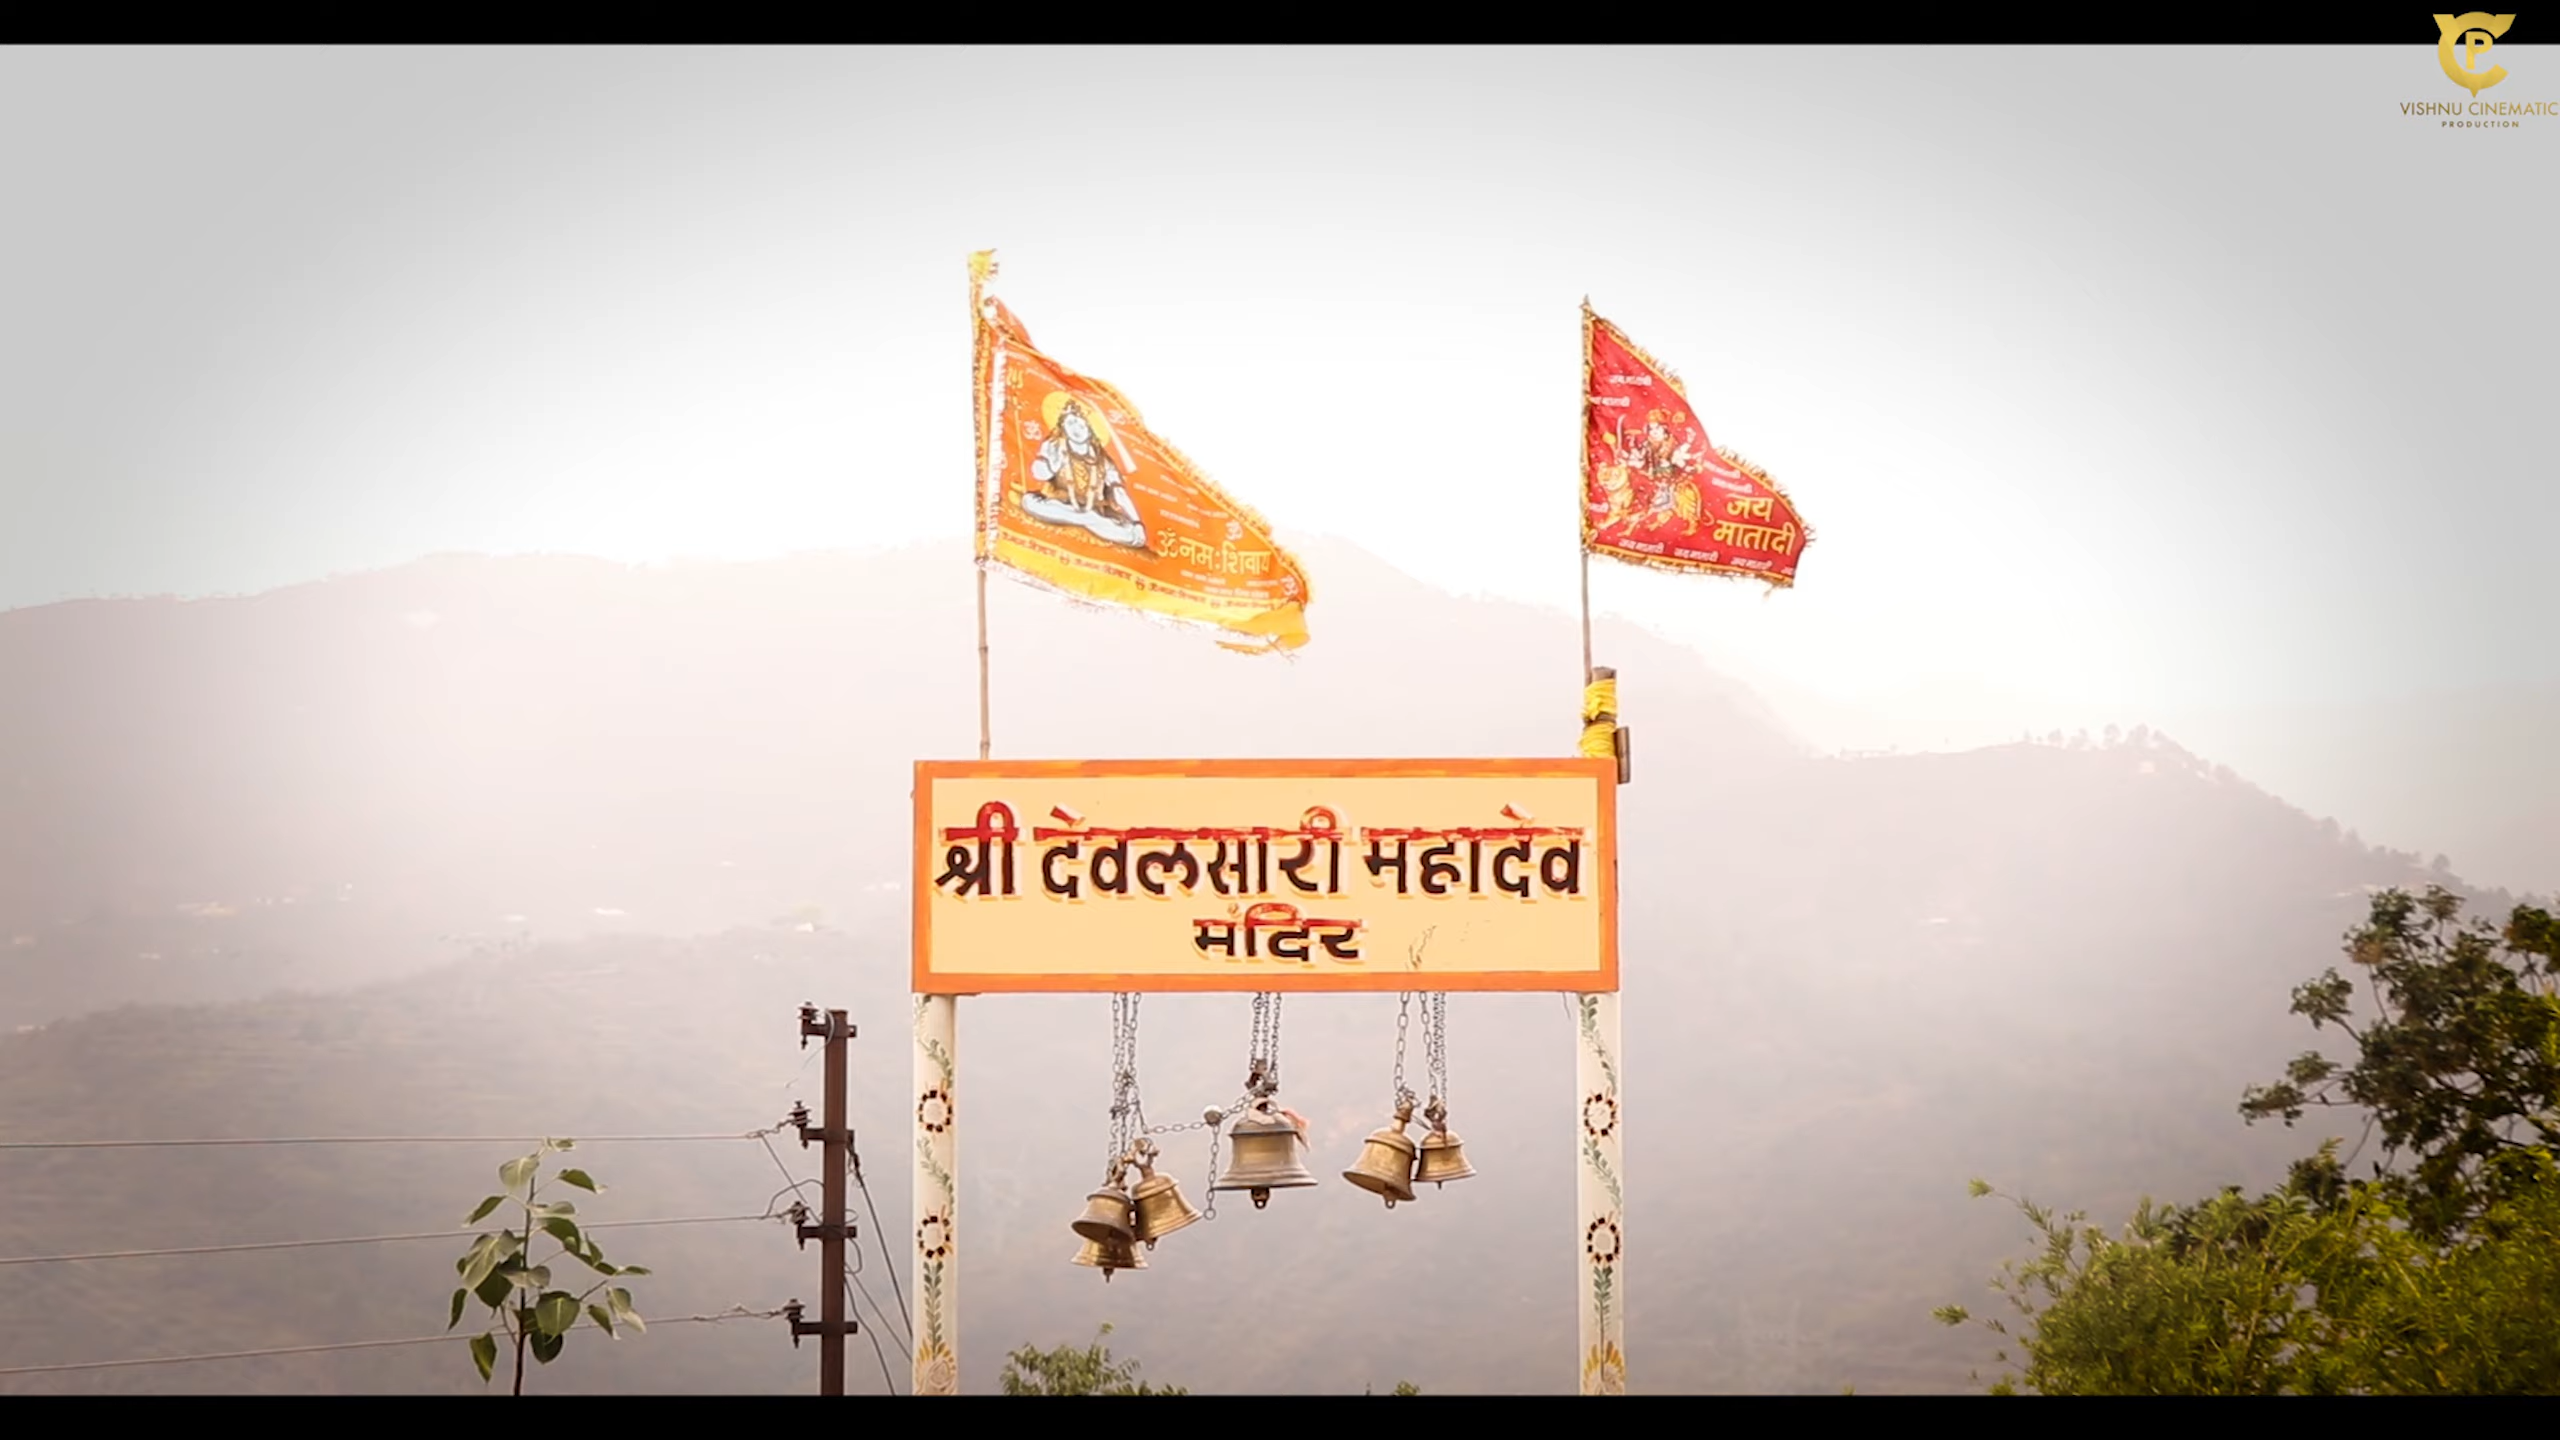 VISHNU CINEMATIC
PRODUCTION
ॐ नमः शिवाय
जय
मातादी
श्री देवलसारी महादेव
मंदिर